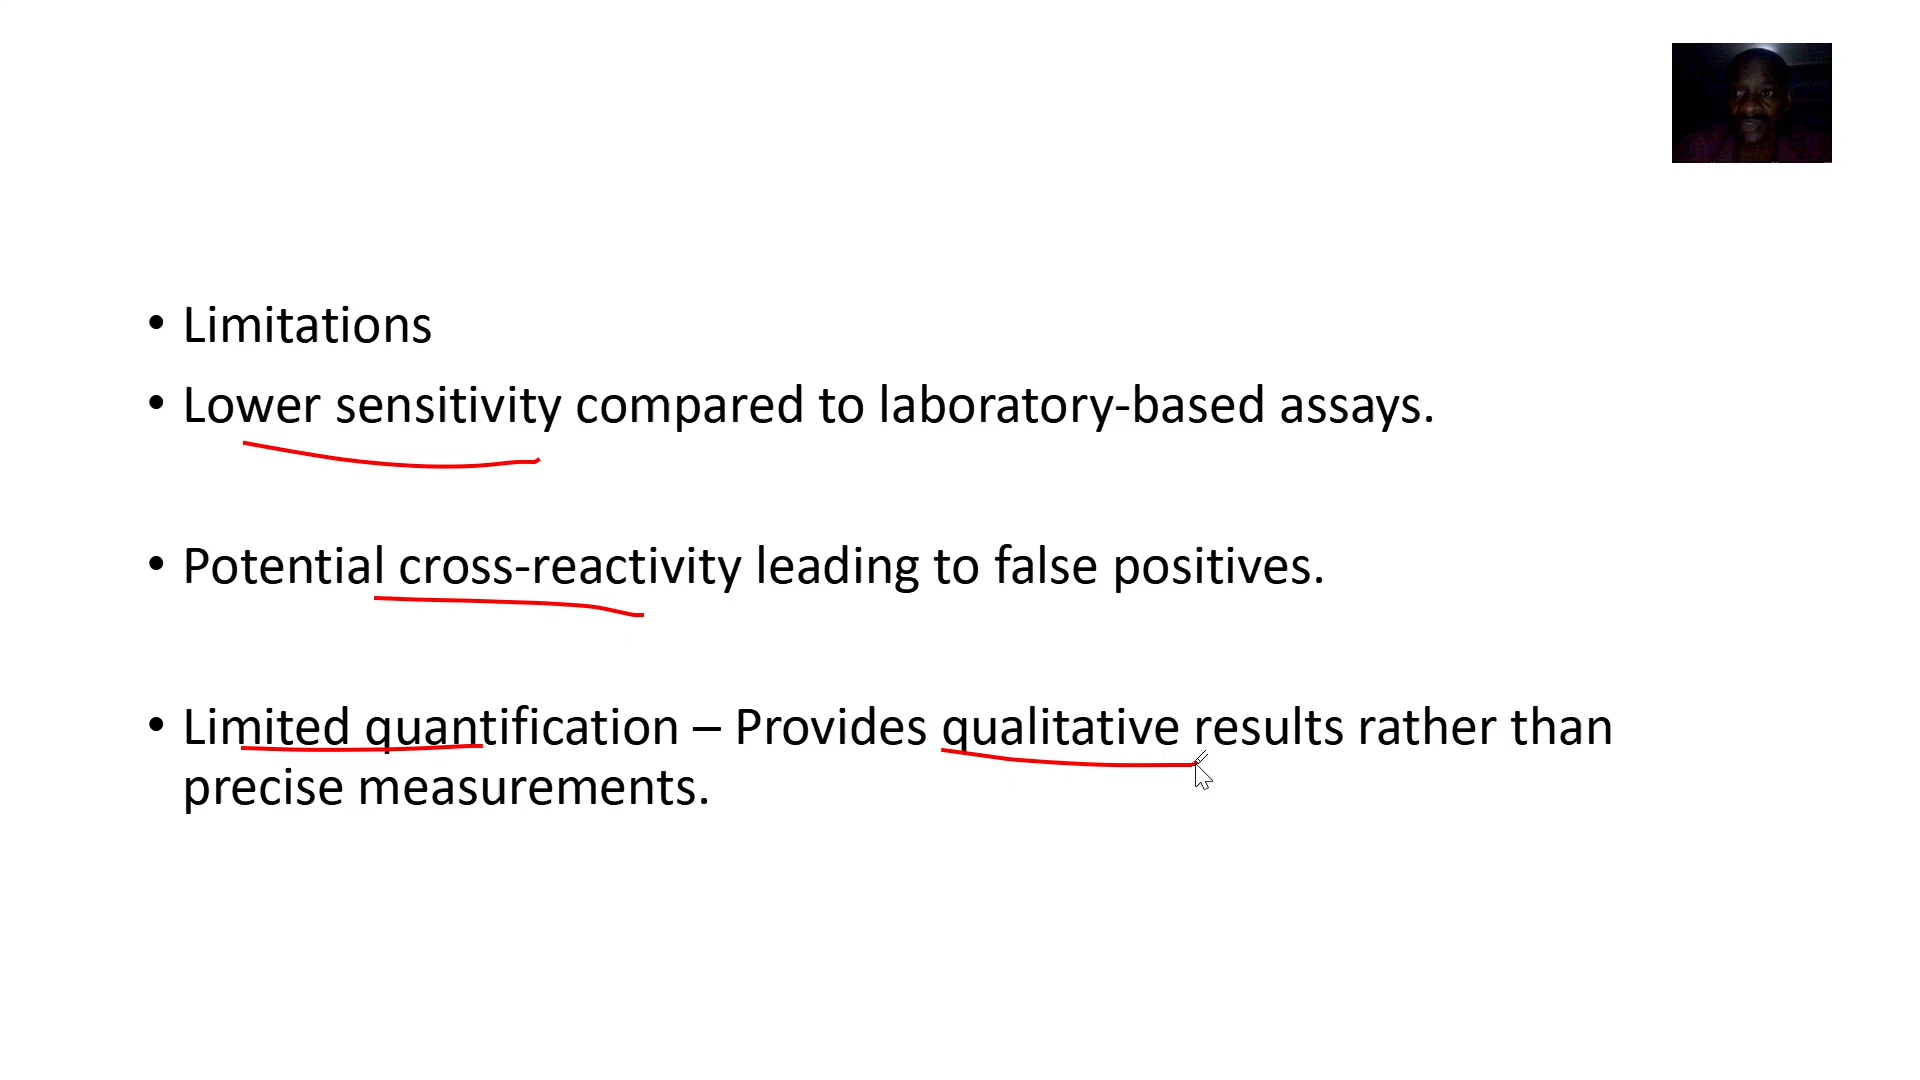 • Limitations
• Lower sensitivity compared to laboratory-based assays.
• Potential cross-reactivity leading to false positives.
• Limited quantification – Provides qualitative results rather than
precise measurements.